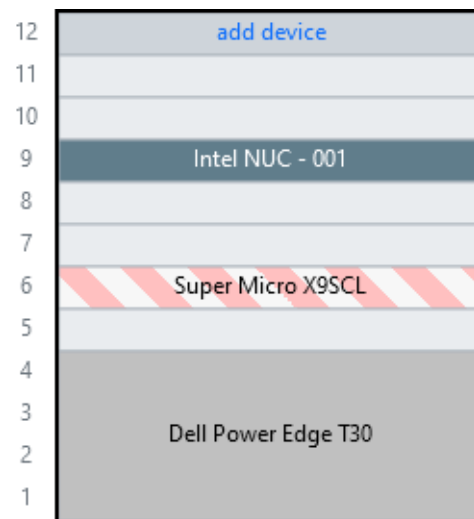 12 add device
11
10
9 Intel NUC - 001
8
7
6 Super Micro X9SCL
5
4
3
Dell Power Edge T30
2
1